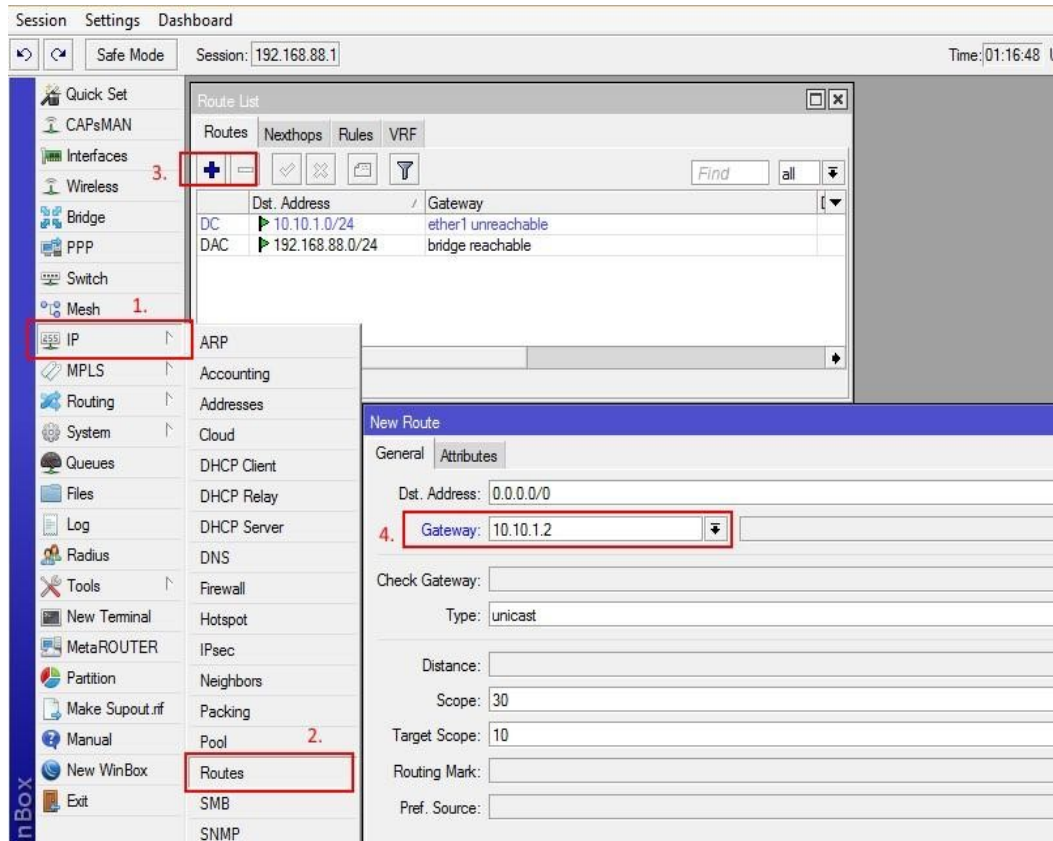 Session Settings Dashboard
Safe Mode Session: 192.168.88.1 Time: 01:16:48
Quick Set
CAPsMAN
Interfaces
Wireless
Bridge
PPP
Switch
Mesh
1.
IP
MPLS
Routing
System
Queues
Files
Log
Radius
Tools
New Terminal
MetaROUTER
Partition
Make Supout.rif
Manual
New WinBox
Exit
Route List
Routes Nexthops Rules VRF
3.
Find all
Dst. Address / Gateway
DC 10.10.1.0/24 ether1 unreachable
DAC 192.168.88.0/24 bridge reachable
ARP
Accounting
Addresses
Cloud
DHCP Client
DHCP Relay
DHCP Server
DNS
Firewall
Hotspot
IPsec
Neighbors
Packing
Pool
2.
Routes
SMB
SNMP
New Route
General Attributes
Dst. Address: 0.0.0.0/0
4. Gateway: 10.10.1.2
Check Gateway:
Type: unicast
Distance:
Scope: 30
Target Scope: 10
Routing Mark:
Pref. Source: